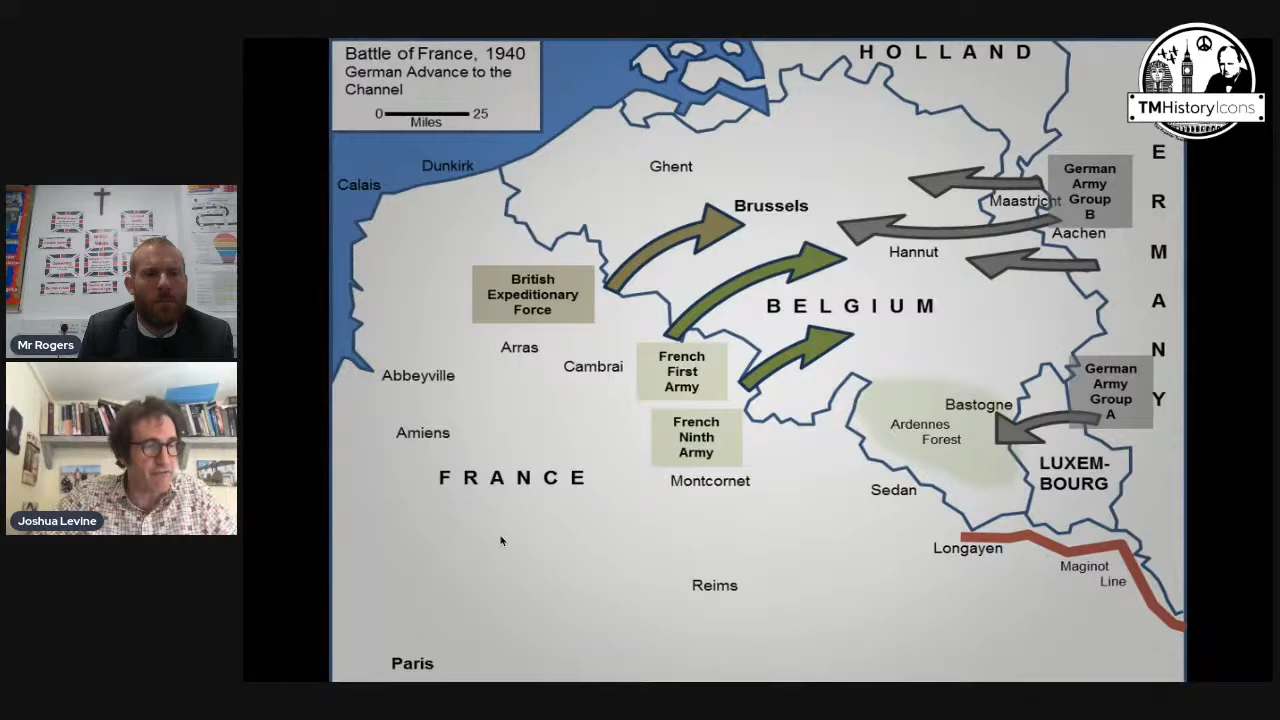 Battle of France, 1940
German Advance to the
Channel
0 25
Miles
HOLLAND
TMHistoryIcons
Dunkirk
Calais
Ghent
Brussels
Maastricht
German
Army
Group
B
Aachen
Hannut
British
Expeditionary
Force
BELGIUM
ERMANY
Arras
Cambrai
Abbeyville
Amiens
French
First
Army
French
Ninth
Army
Montcornet
FRANCE
Bastogne
Ardennes
Forest
German
Army
Group
A
LUXEM-
BOURG
Sedan
Longayen
Maginot
Line
Reims
Paris
Mr Rogers
Joshua Levine